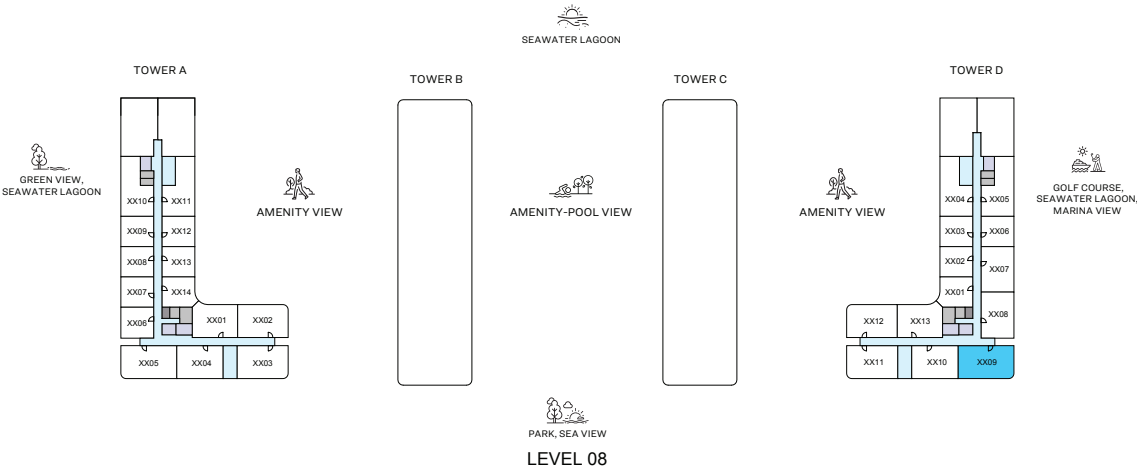 SEAWATER LAGOON
TOWER A
TOWER B
TOWER C
TOWER D
GREEN VIEW,
SEAWATER LAGOON
AMENITY VIEW
AMENITY-POOL VIEW
AMENITY VIEW
GOLF COURSE,
SEAWATER LAGOON,
MARINA VIEW
XX10
XX11
XX09
XX12
XX08
XX13
XX07
XX14
XX06
XX01
XX02
XX05
XX04
XX03
XX04
XX05
XX03
XX06
XX02
XX07
XX01
XX08
XX12
XX13
XX11
XX10
XX09
PARK, SEA VIEW
LEVEL 08